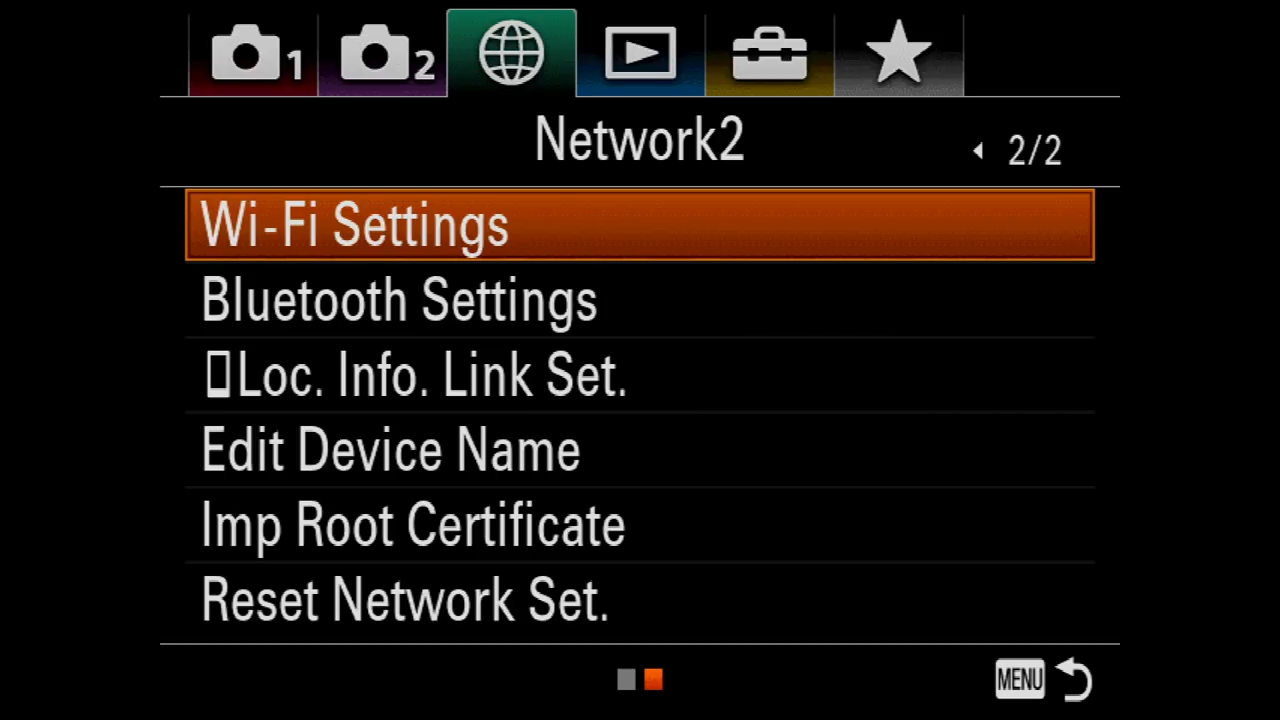 1 2
Network2 2/2
Wi-Fi Settings
Bluetooth Settings
Loc. Info. Link Set.
Edit Device Name
Imp Root Certificate
Reset Network Set.
MENU